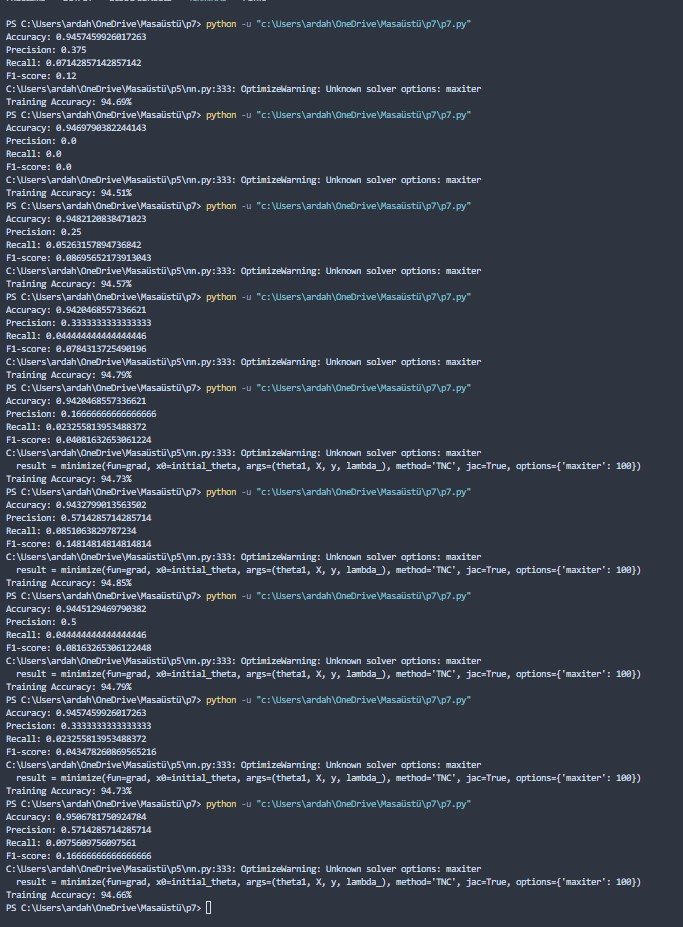 PS C:\Users\ardah\OneDrive\Masaüstü\p7> python -u "c:\Users\ardah\OneDrive\Masaüstü\p7\p7.py"
Accuracy: 0.9457459926017263
Precision: 0.375
Recall: 0.07142857142857142
F1-score: 0.12
C:\Users\ardah\OneDrive\Masaüstü\p5\nn.py:333: OptimizeWarning: Unknown solver options: maxiter
Training Accuracy: 94.69%
PS C:\Users\ardah\OneDrive\Masaüstü\p7> python -u "c:\Users\ardah\OneDrive\Masaüstü\p7\p7.py"
Accuracy: 0.9469790382244143
Precision: 0.0
Recall: 0.0
F1-score: 0.0
C:\Users\ardah\OneDrive\Masaüstü\p5\nn.py:333: OptimizeWarning: Unknown solver options: maxiter
Training Accuracy: 94.51%
PS C:\Users\ardah\OneDrive\Masaüstü\p7> python -u "c:\Users\ardah\OneDrive\Masaüstü\p7\p7.py"
Accuracy: 0.9482120838471023
Precision: 0.25
Recall: 0.05263157894736842
F1-score: 0.08695652173913043
C:\Users\ardah\OneDrive\Masaüstü\p5\nn.py:333: OptimizeWarning: Unknown solver options: maxiter
Training Accuracy: 94.57%
PS C:\Users\ardah\OneDrive\Masaüstü\p7> python -u "c:\Users\ardah\OneDrive\Masaüstü\p7\p7.py"
Accuracy: 0.9420468557336621
Precision: 0.3333333333333333
Recall: 0.044444444444444446
F1-score: 0.0784313725490196
C:\Users\ardah\OneDrive\Masaüstü\p5\nn.py:333: OptimizeWarning: Unknown solver options: maxiter
Training Accuracy: 94.79%
PS C:\Users\ardah\OneDrive\Masaüstü\p7> python -u "c:\Users\ardah\OneDrive\Masaüstü\p7\p7.py"
Accuracy: 0.9420468557336621
Precision: 0.16666666666666666
Recall: 0.023255813953488372
F1-score: 0.04081632653061224
C:\Users\ardah\OneDrive\Masaüstü\p5\nn.py:333: OptimizeWarning: Unknown solver options: maxiter
  result = minimize(fun=grad, x0=initial_theta, args=(theta1, X, y, lambda_), method='TNC', jac=True, options={'maxiter': 100})
Training Accuracy: 94.73%
PS C:\Users\ardah\OneDrive\Masaüstü\p7> python -u "c:\Users\ardah\OneDrive\Masaüstü\p7\p7.py"
Accuracy: 0.9432799013563502
Precision: 0.5714285714285714
Recall: 0.0851063829787234
F1-score: 0.14814814814814814
C:\Users\ardah\OneDrive\Masaüstü\p5\nn.py:333: OptimizeWarning: Unknown solver options: maxiter
  result = minimize(fun=grad, x0=initial_theta, args=(theta1, X, y, lambda_), method='TNC', jac=True, options={'maxiter': 100})
Training Accuracy: 94.85%
PS C:\Users\ardah\OneDrive\Masaüstü\p7> python -u "c:\Users\ardah\OneDrive\Masaüstü\p7\p7.py"
Accuracy: 0.9445129469790382
Precision: 0.5
Recall: 0.044444444444444446
F1-score: 0.08163265306122448
C:\Users\ardah\OneDrive\Masaüstü\p5\nn.py:333: OptimizeWarning: Unknown solver options: maxiter
  result = minimize(fun=grad, x0=initial_theta, args=(theta1, X, y, lambda_), method='TNC', jac=True, options={'maxiter': 100})
Training Accuracy: 94.79%
PS C:\Users\ardah\OneDrive\Masaüstü\p7> python -u "c:\Users\ardah\OneDrive\Masaüstü\p7\p7.py"
Accuracy: 0.9457459926017263
Precision: 0.3333333333333333
Recall: 0.023255813953488372
F1-score: 0.043478260869565216
C:\Users\ardah\OneDrive\Masaüstü\p5\nn.py:333: OptimizeWarning: Unknown solver options: maxiter
  result = minimize(fun=grad, x0=initial_theta, args=(theta1, X, y, lambda_), method='TNC', jac=True, options={'maxiter': 100})
Training Accuracy: 94.73%
PS C:\Users\ardah\OneDrive\Masaüstü\p7> python -u "c:\Users\ardah\OneDrive\Masaüstü\p7\p7.py"
Accuracy: 0.9506781750924784
Precision: 0.5714285714285714
Recall: 0.0975609756097561
F1-score: 0.16666666666666666
C:\Users\ardah\OneDrive\Masaüstü\p5\nn.py:333: OptimizeWarning: Unknown solver options: maxiter
  result = minimize(fun=grad, x0=initial_theta, args=(theta1, X, y, lambda_), method='TNC', jac=True, options={'maxiter': 100})
Training Accuracy: 94.66%
PS C:\Users\ardah\OneDrive\Masaüstü\p7>